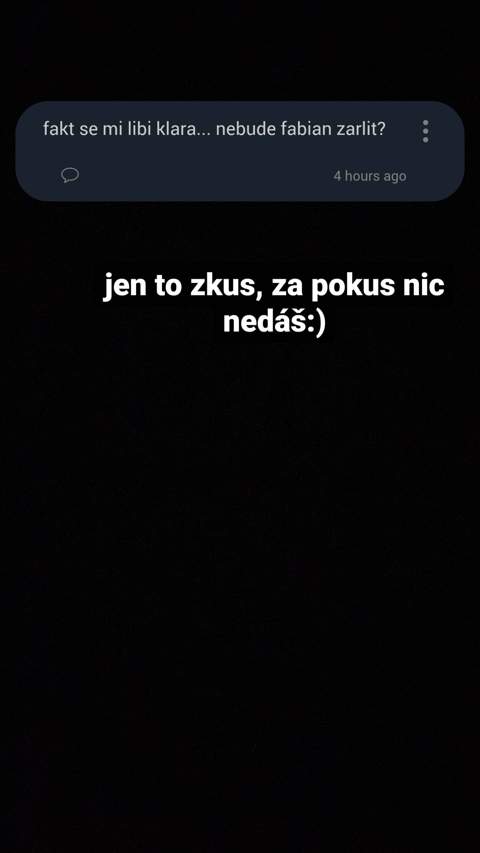 fakt se mi libi klara... nebude fabian zarlit?
4 hours ago
jen to zkus, za pokus nic
nedáš:)